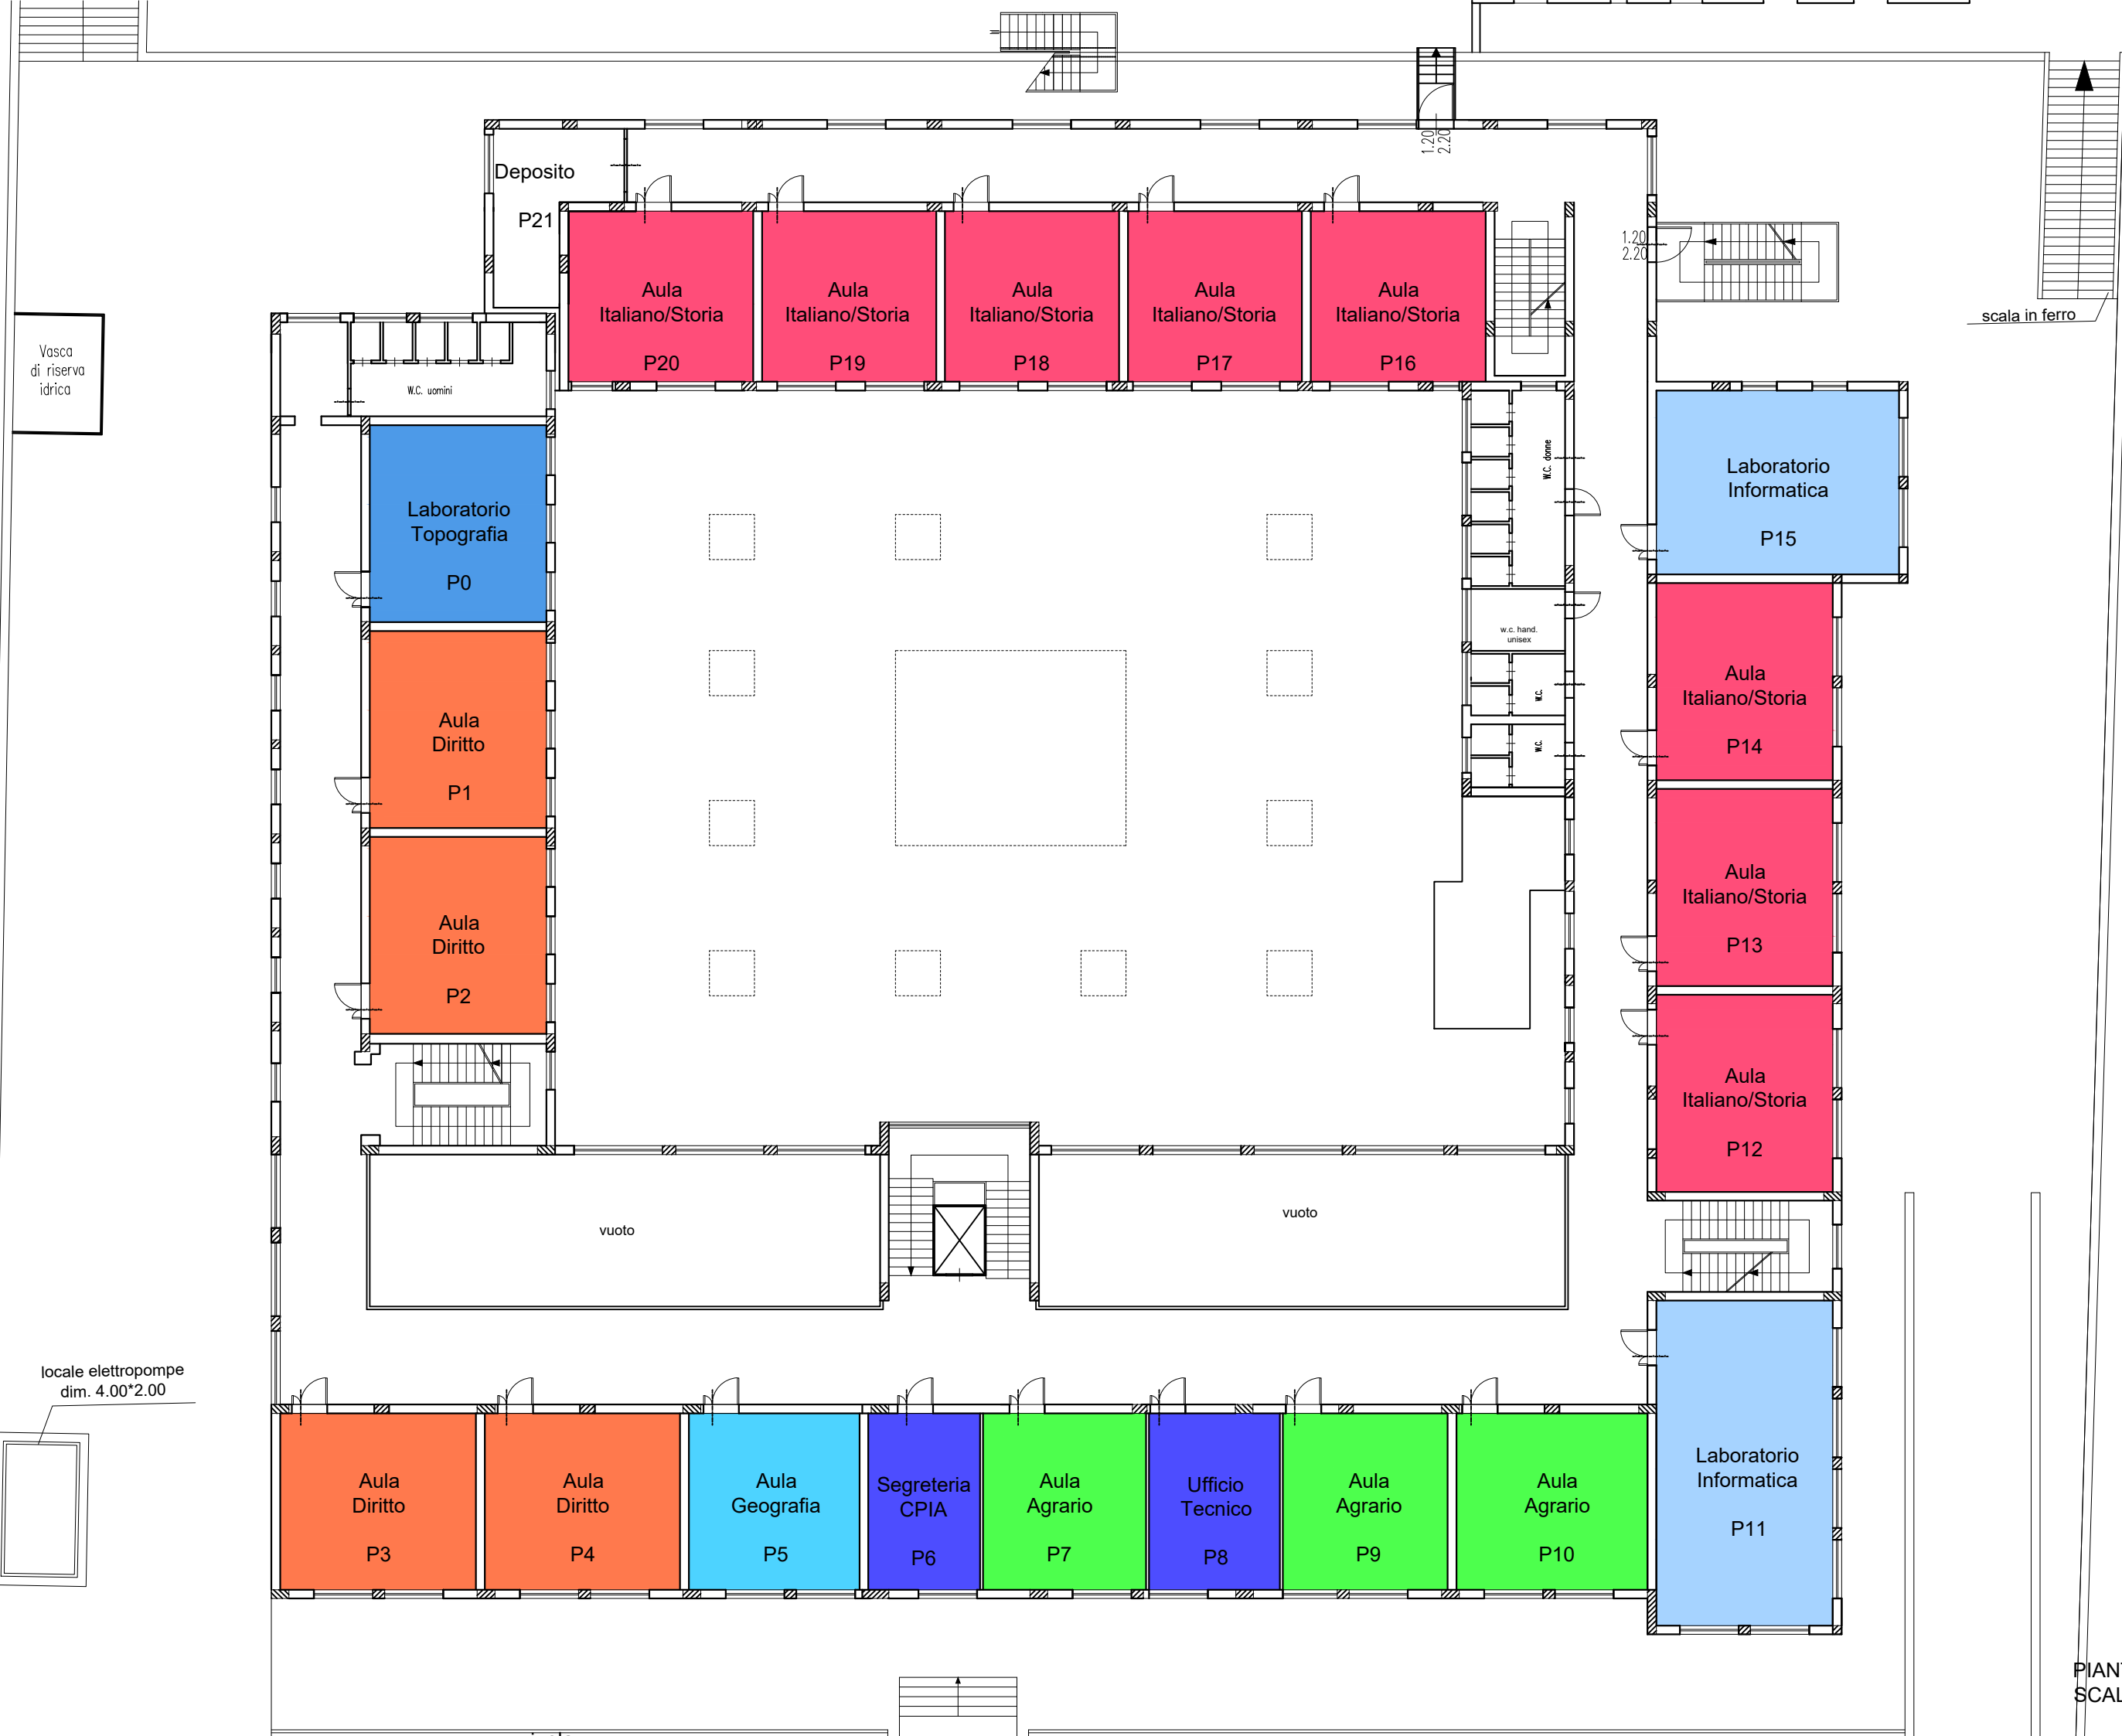 1.20
2.20
Deposito
P21
1.20
2.20
scala in ferro
Vasca
di riserva
idrica
W.C. uomini
Aula
Italiano/Storia
P20
Aula
Italiano/Storia
P19
Aula
Italiano/Storia
P18
Aula
Italiano/Storia
P17
Aula
Italiano/Storia
P16
W.C. donne
Laboratorio
Informatica
P15
Laboratorio
Topografia
P0
w.c. hand.
unisex
W.C.
W.C.
Aula
Italiano/Storia
P14
Aula
Diritto
P1
Aula
Italiano/Storia
P13
Aula
Diritto
P2
Aula
Italiano/Storia
P12
vuoto
vuoto
locale elettropompe
dim. 4.00*2.00
Aula
Diritto
P3
Aula
Diritto
P4
Aula
Geografia
P5
Segreteria
CPIA
P6
Aula
Agrario
P7
Ufficio
Tecnico
P8
Aula
Agrario
P9
Aula
Agrario
P10
Laboratorio
Informatica
P11